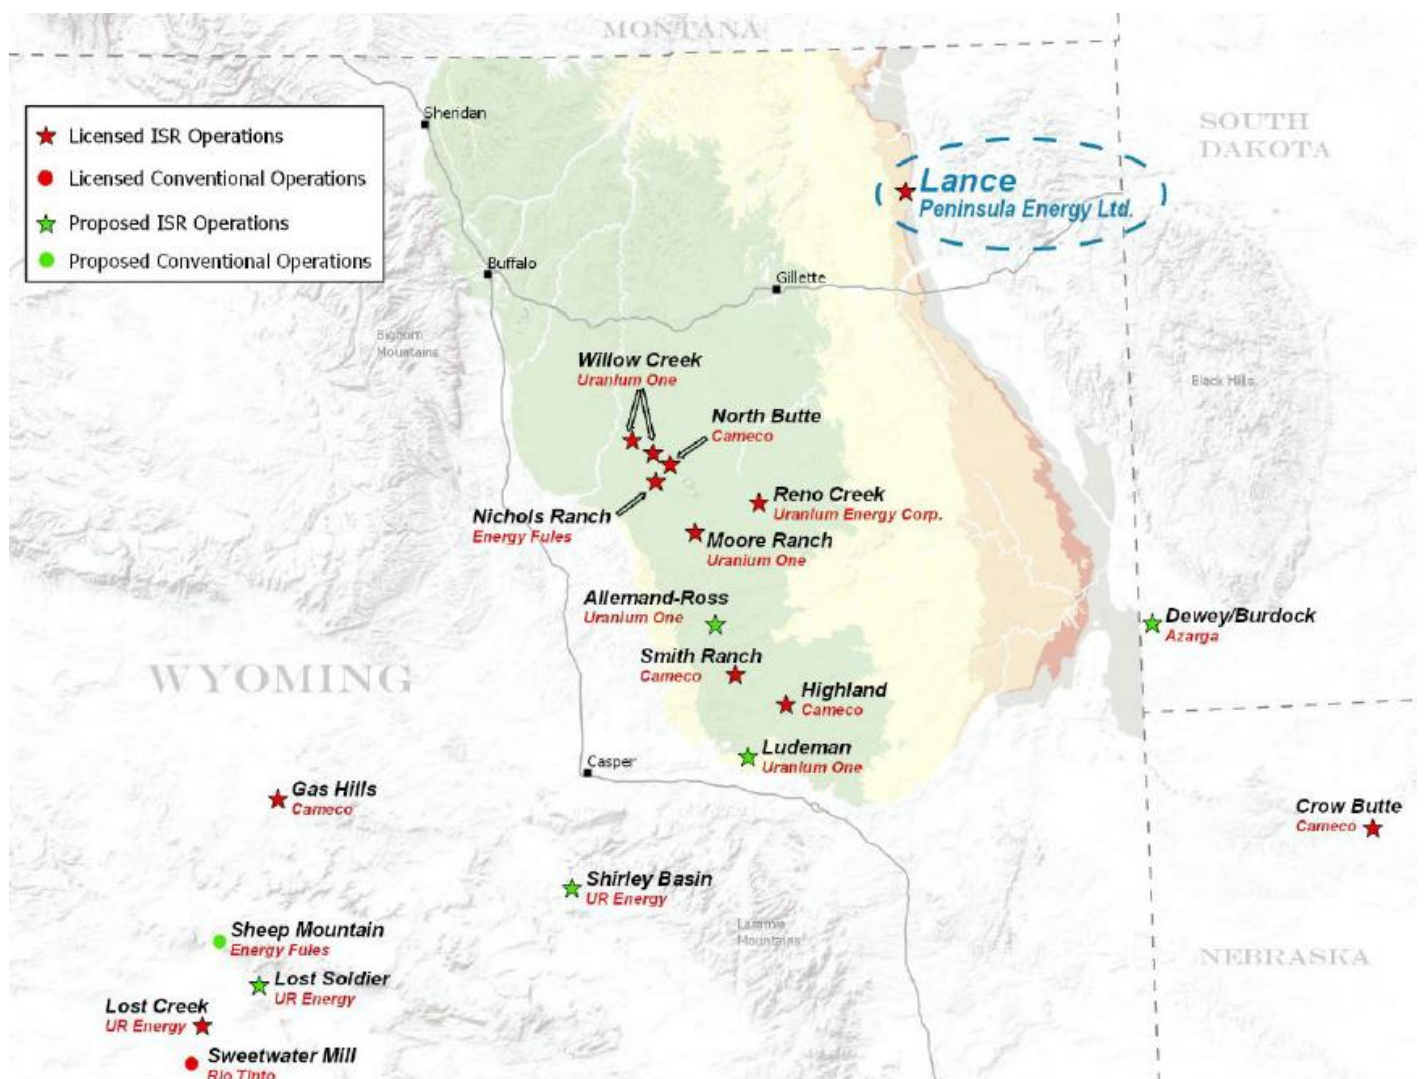 MONTANA
Sheridan
Licensed ISR Operations
Licensed Conventional Operations
Proposed ISR Operations
Proposed Conventional Operations
SOUTH
DAKOTA
Lance
Peninsula Energy Ltd.
Buffalo
Gillette
Bighorn
Mountains
Willow Creek
Uranium One
Black Hills
North Butte
Cameco
Reno Creek
Uranium Energy Corp.
Nichols Ranch
Energy Fules
Moore Ranch
Uranium One
Allemand-Ross
Uranium One
Dewey/Burdock
Azarga
WYOMING
Smith Ranch
Cameco
Highland
Cameco
Ludeman
Uranium One
Casper
Gas Hills
Cameco
Crow Butte
Cameco
Shirley Basin
UR Energy
Laramie
Mountains
Sheep Mountain
Energy Fules
NEBRASKA
Lost Soldier
UR Energy
Lost Creek
UR Energy
Sweetwater Mill
Rio Tinto